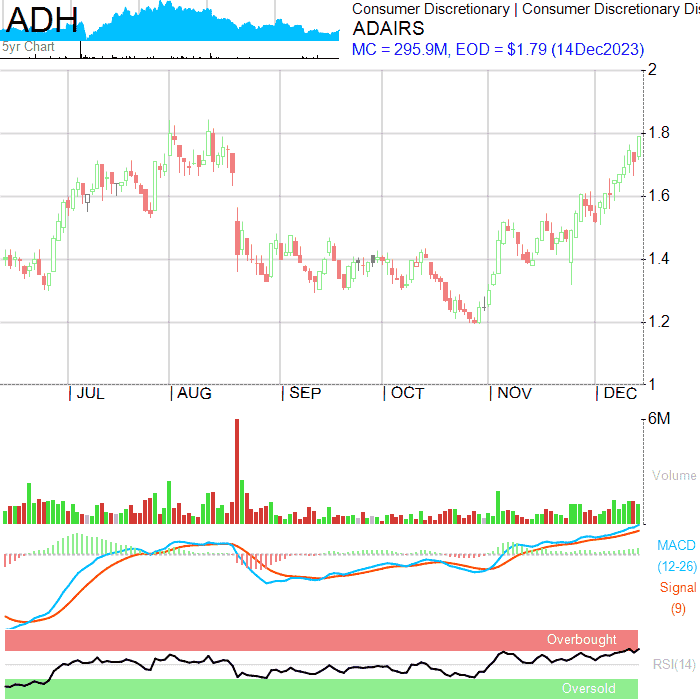 ADH
5yr Chart
Consumer Discretionary | Consumer Discretionary Dis
ADAIRS
MC = 295.9M, EOD = $1.79 (14Dec2023)
2
1.8
1.6
1.4
1.2
1
JUL AUG SEP OCT NOV DEC
6M
Volume
MACD
(12-26)
Signal
(9)
Overbought
RSI(14)
Oversold